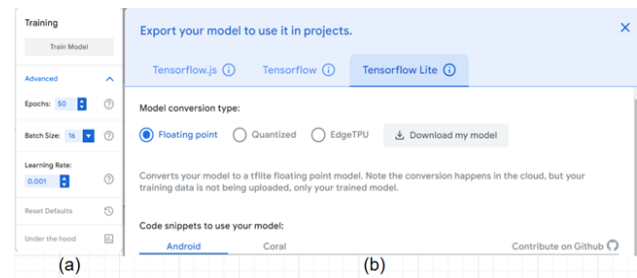 Training
Train Model
Advanced
Epochs: 50
Batch Size: 16
Learning Rate:
0.001
Reset Defaults
Under the hood
(a)
Export your model to use it in projects.
Tensorflow.js Tensorflow Tensorflow Lite
Model conversion type:
Floating point Quantized EdgeTPU Download my model
Converts your model to a tflite floating point model. Note the conversion happens in the cloud, but your
training data is not being uploaded, only your trained model.
Code snippets to use your model:
Android Coral Contribute on Github
(b)